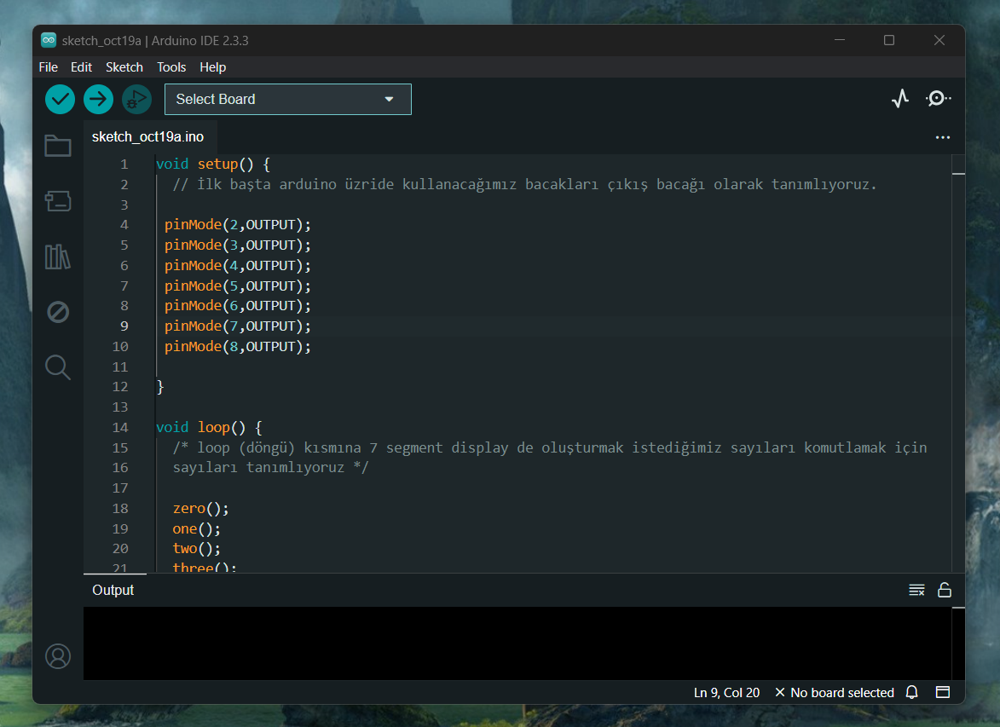 sketch_oct19a | Arduino IDE 2.3.3
File Edit Sketch Tools Help
Select Board
sketch_oct19a.ino
1 void setup() {
2 // İlk başta arduino üzride kullanacağımız bacakları çıkış bacağı olarak tanımlıyoruz.
3
4 pinMode(2,OUTPUT);
5 pinMode(3,OUTPUT);
6 pinMode(4,OUTPUT);
7 pinMode(5,OUTPUT);
8 pinMode(6,OUTPUT);
9 pinMode(7,OUTPUT);
10 pinMode(8,OUTPUT);
11
12 }
13
14 void loop() {
15 /* loop (döngü) kısmına 7 segment display de oluşturmak istediğimiz sayıları komutlamak için
16 sayıları tanımlıyoruz */
17
18 zero();
19 one();
20 two();
21 three();
Output
Ln 9, Col 20 × No board selected